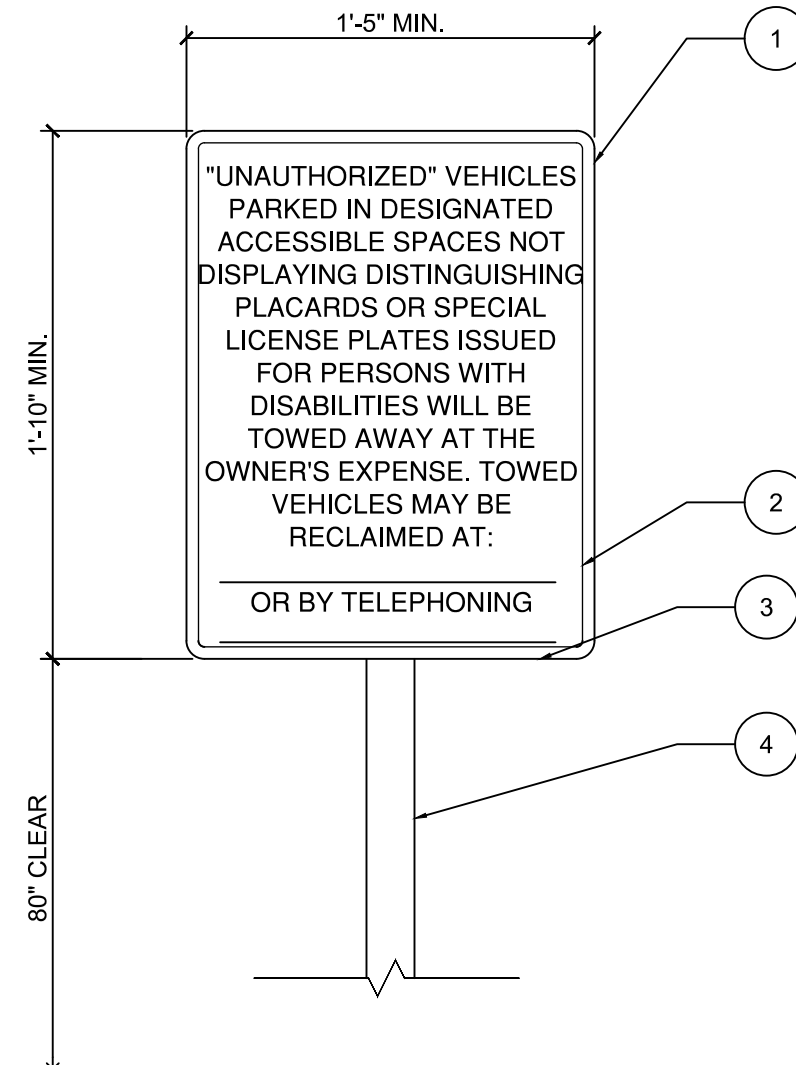 1'-5" MIN.
1
"UNAUTHORIZED" VEHICLES
PARKED IN DESIGNATED
ACCESSIBLE SPACES NOT
DISPLAYING DISTINGUISHING
PLACARDS OR SPECIAL
LICENSE PLATES ISSUED
FOR PERSONS WITH
DISABILITIES WILL BE
TOWED AWAY AT THE
OWNER'S EXPENSE. TOWED
VEHICLES MAY BE
RECLAIMED AT:
OR BY TELEPHONING
1'-10" MIN.
2
3
4
80" CLEAR